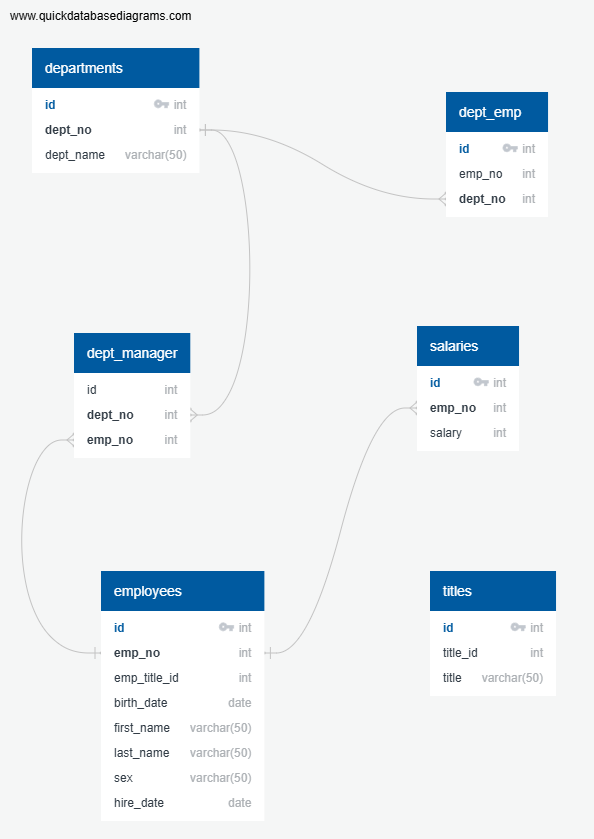 www.quickdatabasediagrams.com
departments
id int
dept_no int
dept_name varchar(50)
dept_emp
id int
emp_no int
dept_no int
dept_manager
id int
dept_no int
emp_no int
salaries
id int
emp_no int
salary int
employees
id int
emp_no int
emp_title_id int
birth_date date
first_name varchar(50)
last_name varchar(50)
sex varchar(50)
hire_date date
titles
id int
title_id int
title varchar(50)